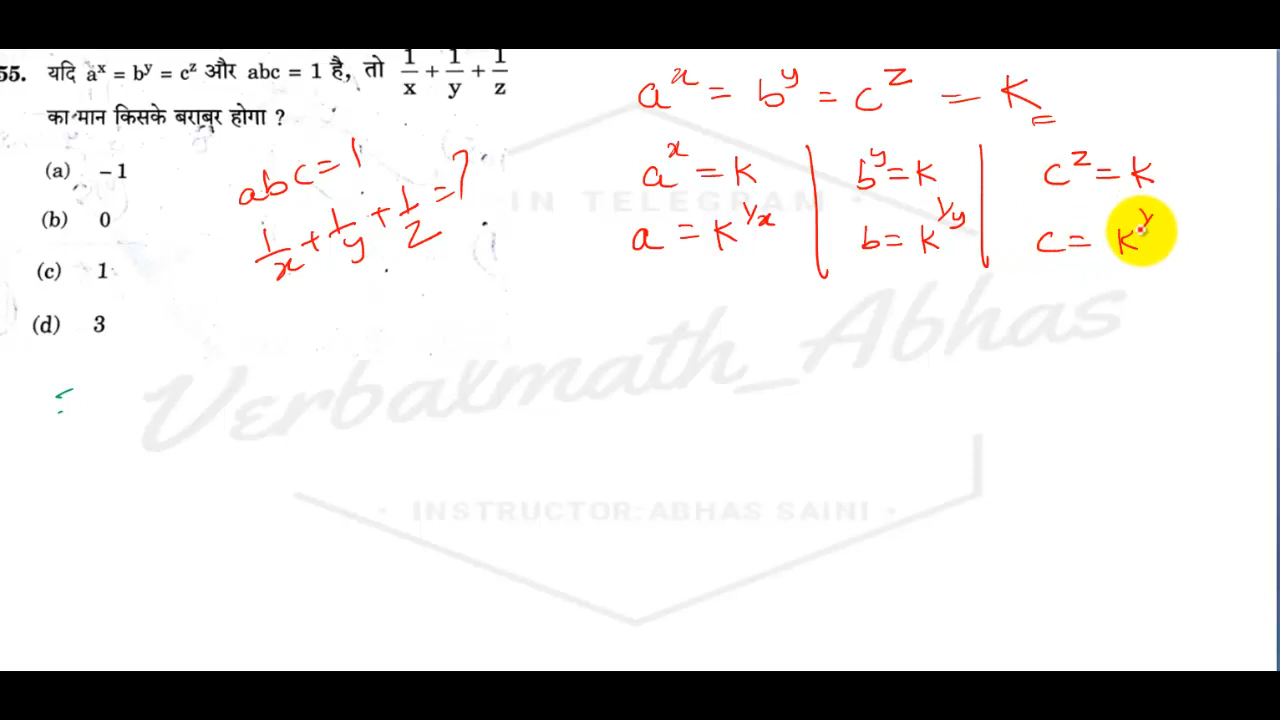 55. यदि aˣ = bʸ = cᶻ और abc = 1 है, तो 1/x + 1/y + 1/z
का मान किसके बराबर होगा ?
(a) -1
(b) 0
(c) 1
(d) 3
abc = 1
1/x + 1/y + 1/z = ?
aˣ = bʸ = cᶻ = K
aˣ = K | bʸ = K | cᶻ = K
a = K^1/x | b = K^1/y | c = K
IN TELEGRAM
Verbalmath_Abhas
· INSTRUCTOR:ABHAS SAINI ·